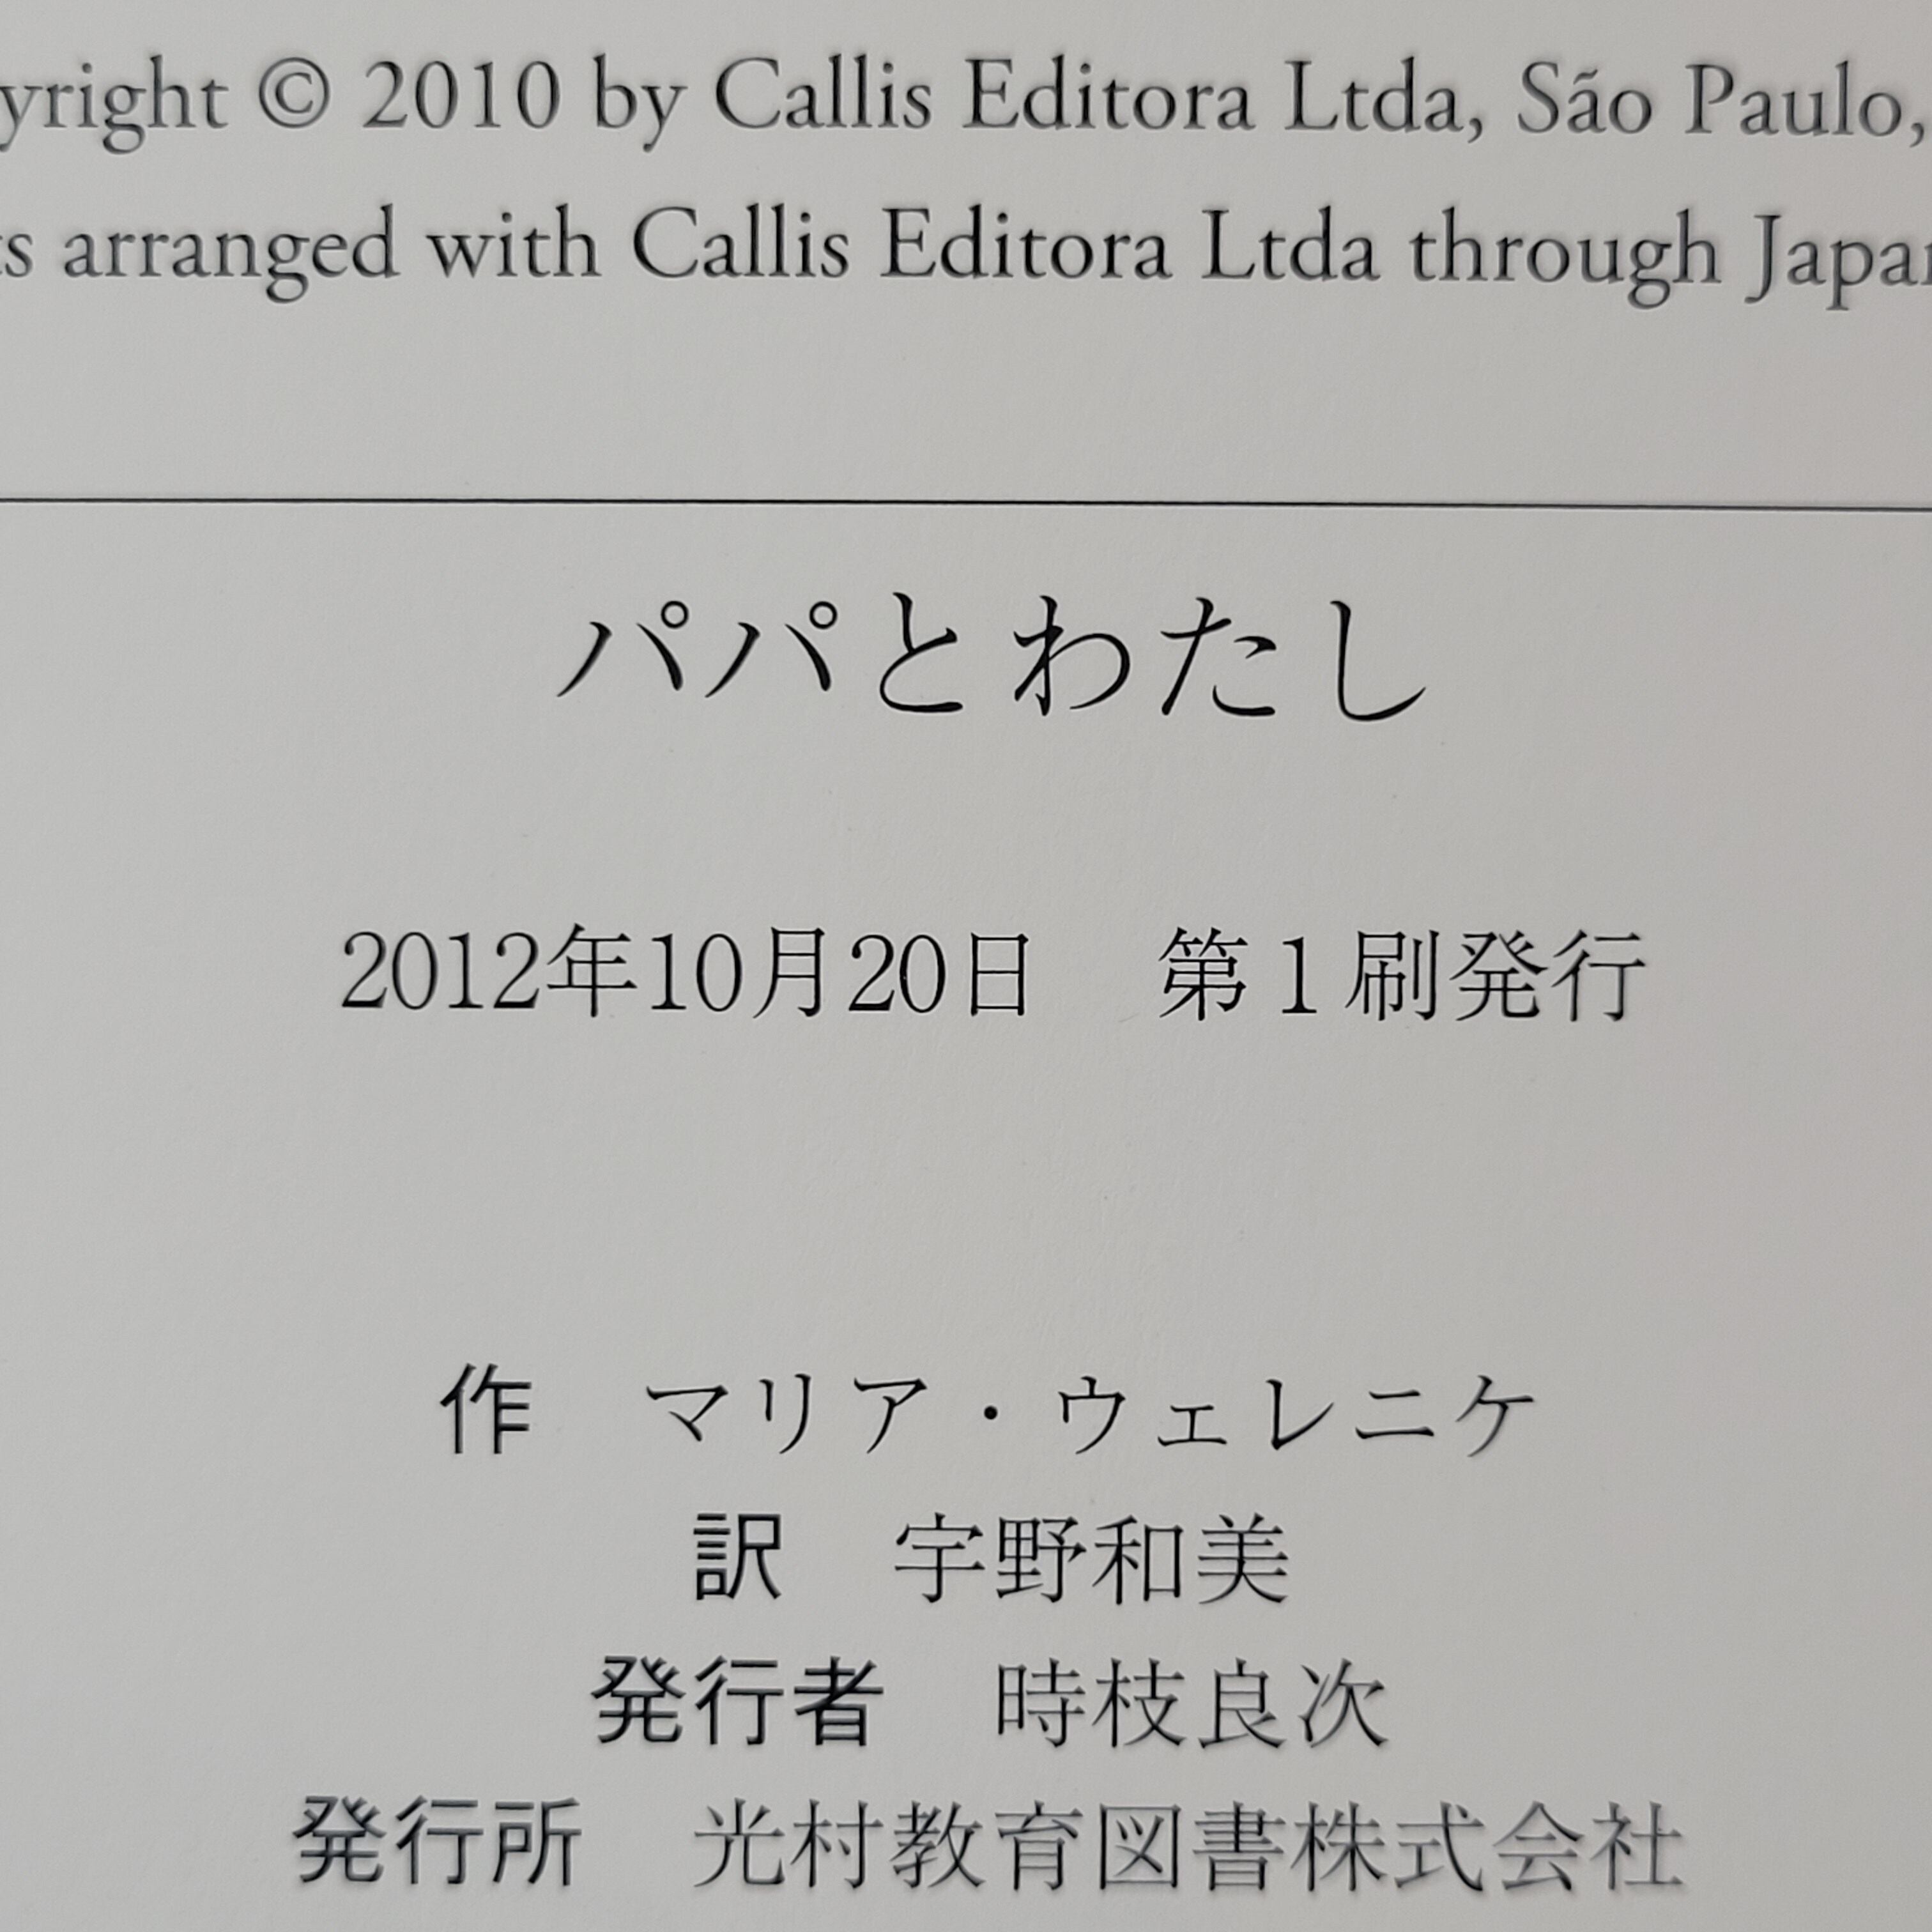 yright © 2010 by Callis Editora Ltda, São Paulo,
s arranged with Callis Editora Ltda through Japan
パパとわたし
2012年10月20日　第1刷発行
作　マリア・ウェレニケ
訳　宇野和美
発行者　時枝良次
発行所　光村教育図書株式会社